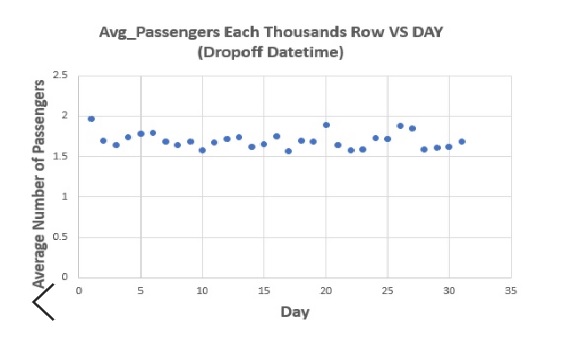 Avg_Passengers Each Thousands Row VS DAY
(Dropoff Datetime)
Average Number of Passengers
2.5
2
1.5
1
0.5
0
0 5 10 15 20 25 30 35
Day